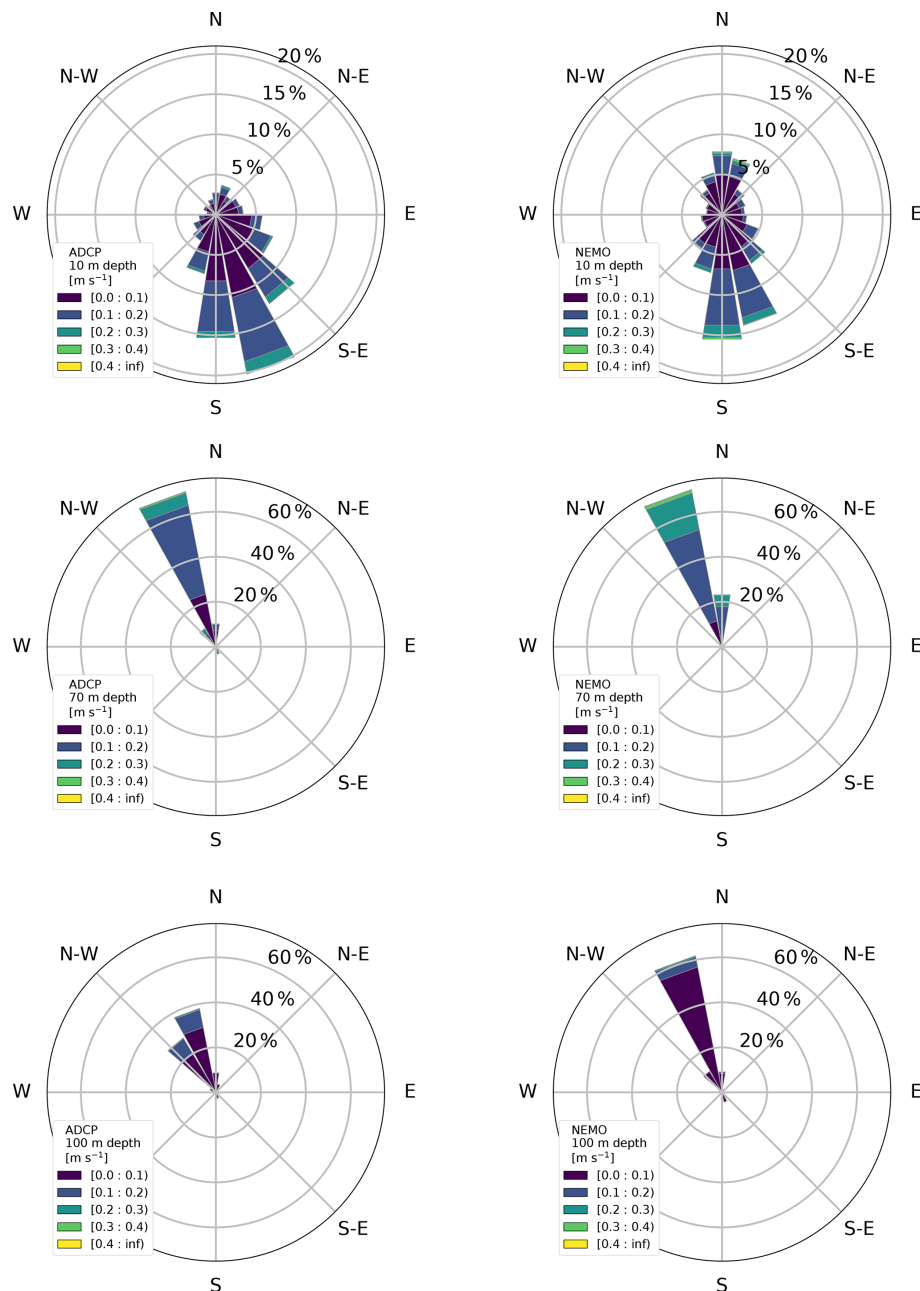 N
N
20 %
20 %
N-W
N-E
N-W
N-E
15 %
15 %
10 %
10 %
5 %
5 %
W
E
W
E
ADCP
10 m depth
[m s⁻¹]
[0.0 : 0.1)
[0.1 : 0.2)
[0.2 : 0.3)
[0.3 : 0.4)
[0.4 : inf)
S-E
S
NEMO
10 m depth
[m s⁻¹]
[0.0 : 0.1)
[0.1 : 0.2)
[0.2 : 0.3)
[0.3 : 0.4)
[0.4 : inf)
S-E
S
N
N
N-W
N-E
N-W
N-E
60 %
60 %
40 %
40 %
20 %
20 %
W
E
W
E
ADCP
70 m depth
[m s⁻¹]
[0.0 : 0.1)
[0.1 : 0.2)
[0.2 : 0.3)
[0.3 : 0.4)
[0.4 : inf)
S-E
S
NEMO
70 m depth
[m s⁻¹]
[0.0 : 0.1)
[0.1 : 0.2)
[0.2 : 0.3)
[0.3 : 0.4)
[0.4 : inf)
S-E
S
N
N
N-W
N-E
N-W
N-E
60 %
60 %
40 %
40 %
20 %
20 %
W
E
W
E
ADCP
100 m depth
[m s⁻¹]
[0.0 : 0.1)
[0.1 : 0.2)
[0.2 : 0.3)
[0.3 : 0.4)
[0.4 : inf)
S-E
S
NEMO
100 m depth
[m s⁻¹]
[0.0 : 0.1)
[0.1 : 0.2)
[0.2 : 0.3)
[0.3 : 0.4)
[0.4 : inf)
S-E
S